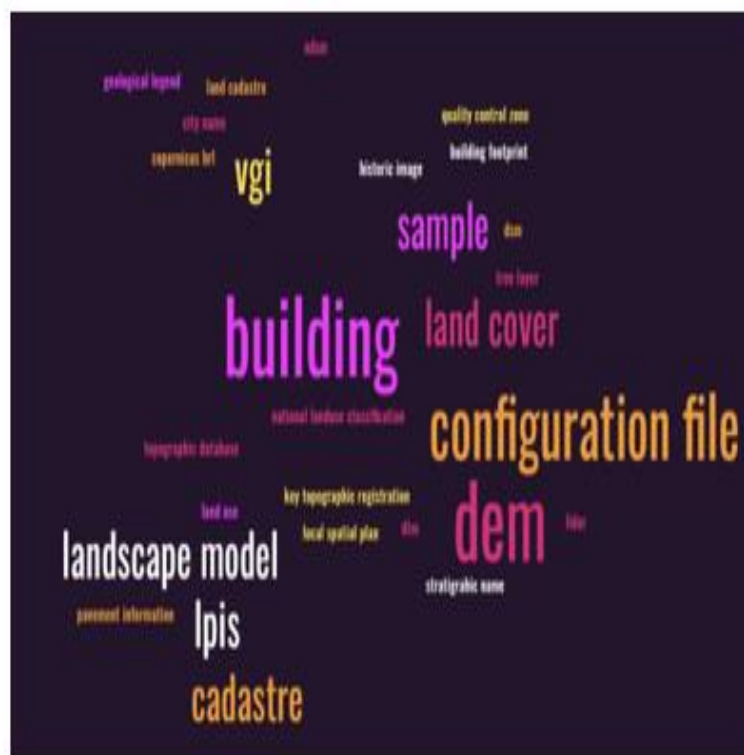 geological legend
land cadastre
city name
quality control zone
building footprint
copernicus hrl
vgi
historic image
sample
dsm
tree layer
building
land cover
national landuse classification
configuration file
topographic database
key topographic registration
land use
local spatial plan
dem
lidar
landscape model
stratigrahic name
pavement information
lpis
cadastre